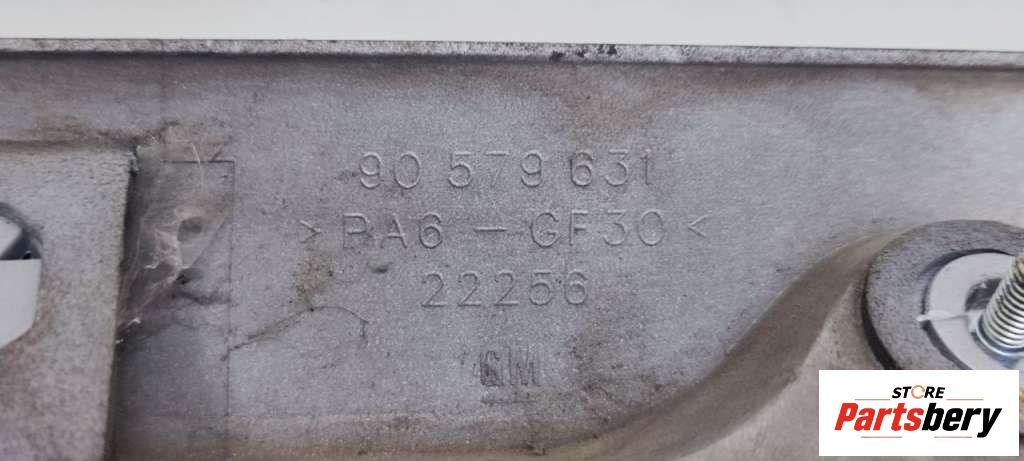 90 579 631
>PA6-GF30<
22256
GM
STORE
Partsbery